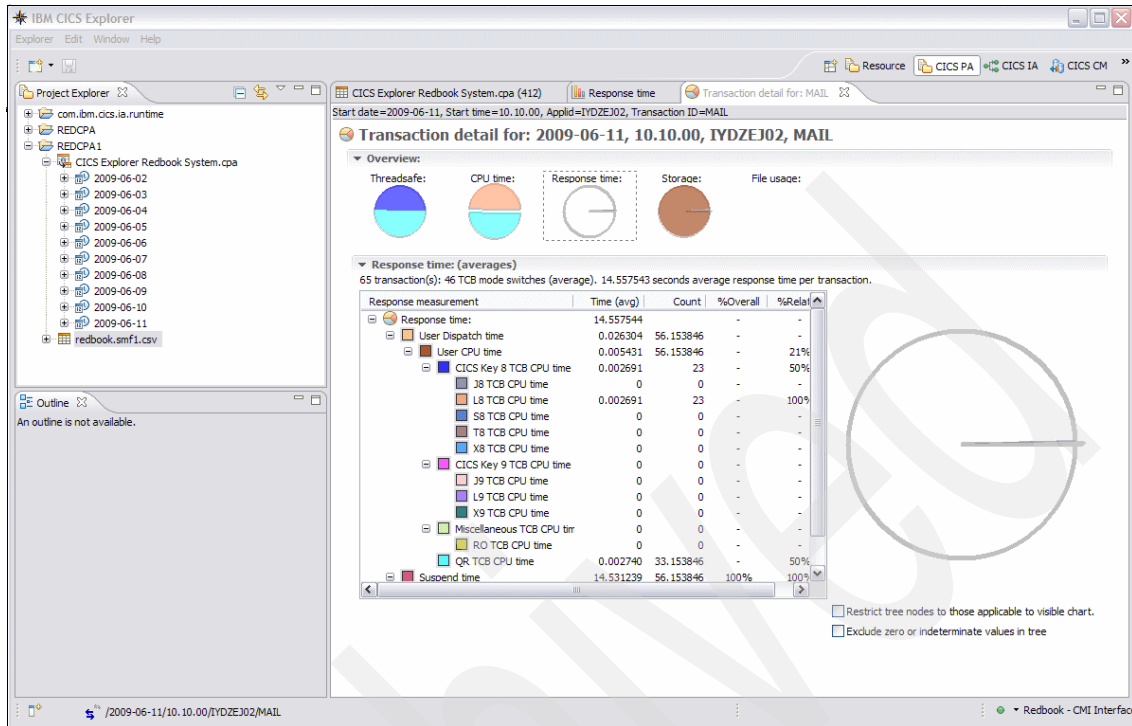 IBM CICS Explorer
Explorer Edit Window Help
Resource CICS PA CICS IA CICS CM »
Project Explorer
com.ibm.cics.ia.runtime
REDCPA
REDCPA1
CICS Explorer Redbook System.cpa
2009-06-02
2009-06-03
2009-06-04
2009-06-05
2009-06-06
2009-06-07
2009-06-08
2009-06-09
2009-06-10
2009-06-11
redbook.smf1.csv
Outline
An outline is not available.
CICS Explorer Redbook System.cpa (412) Response time Transaction detail for: MAIL
Start date=2009-06-11, Start time=10.10.00, Applid=IYDZEJ02, Transaction ID=MAIL
Transaction detail for: 2009-06-11, 10.10.00, IYDZEJ02, MAIL
Overview:
Threadsafe: CPU time: Response time: Storage: File usage:
Response time: (averages)
65 transaction(s): 46 TCB mode switches (average). 14.557543 seconds average response time per transaction.
Response measurement Time (avg) Count %Overall %Relat
Response time: 14.557544 - -
User Dispatch time 0.026304 56.153846 - -
User CPU time 0.005431 56.153846 - 21%
CICS Key 8 TCB CPU time 0.002691 23 - 50%
J8 TCB CPU time 0 0 - -
L8 TCB CPU time 0.002691 23 - 100%
S8 TCB CPU time 0 0 - -
T8 TCB CPU time 0 0 - -
X8 TCB CPU time 0 0 - -
CICS Key 9 TCB CPU time 0 0 - -
J9 TCB CPU time 0 0 - -
L9 TCB CPU time 0 0 - -
X9 TCB CPU time 0 0 - -
Miscellaneous TCB CPU tim 0 0 - -
RO TCB CPU time 0 0 - -
QR TCB CPU time 0.002740 33.153846 - 50%
Suspend time 14.531239 56.153846 100% 100%
Restrict tree nodes to those applicable to visible chart.
Exclude zero or indeterminate values in tree
/2009-06-11/10.10.00/IYDZEJ02/MAIL
Redbook - CMI Interfac